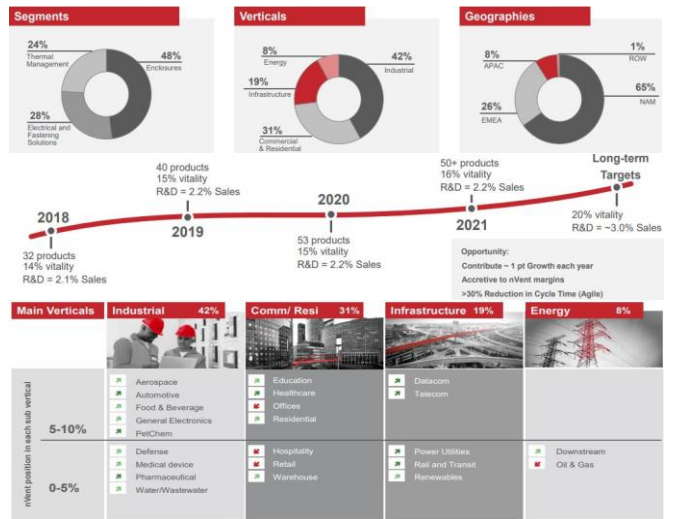 Segments
24%
Thermal
Management
48%
Enclosures
28%
Electrical and
Fastening
Solutions
Verticals
8%
Energy
42%
Industrial
19%
Infrastructure
31%
Commercial
& Residential
Geographies
1%
ROW
8%
APAC
65%
NAM
26%
EMEA
2018
32 products
14% vitality
R&D = 2.1% Sales
40 products
15% vitality
R&D = 2.2% Sales
2019
2020
53 products
15% vitality
R&D = 2.2% Sales
50+ products
16% vitality
R&D = 2.2% Sales
2021
Long-term
Targets
20% vitality
R&D = ~3.0% Sales
Opportunity:
Contribute ~ 1 pt Growth each year
Accretive to nVent margins
>30% Reduction in Cycle Time (Agile)
Main Verticals
Industrial 42%
Comm/ Resi 31%
Infrastructure 19%
Energy 8%
nVent position in each sub vertical
5-10%
Aerospace
Automotive
Food & Beverage
General Electronics
PetChem
Education
Healthcare
Offices
Residential
Datacom
Telecom
0-5%
Defense
Medical device
Pharmaceutical
Water/Wastewater
Hospitality
Retail
Warehouse
Power Utilities
Rail and Transit
Renewables
Downstream
Oil & Gas